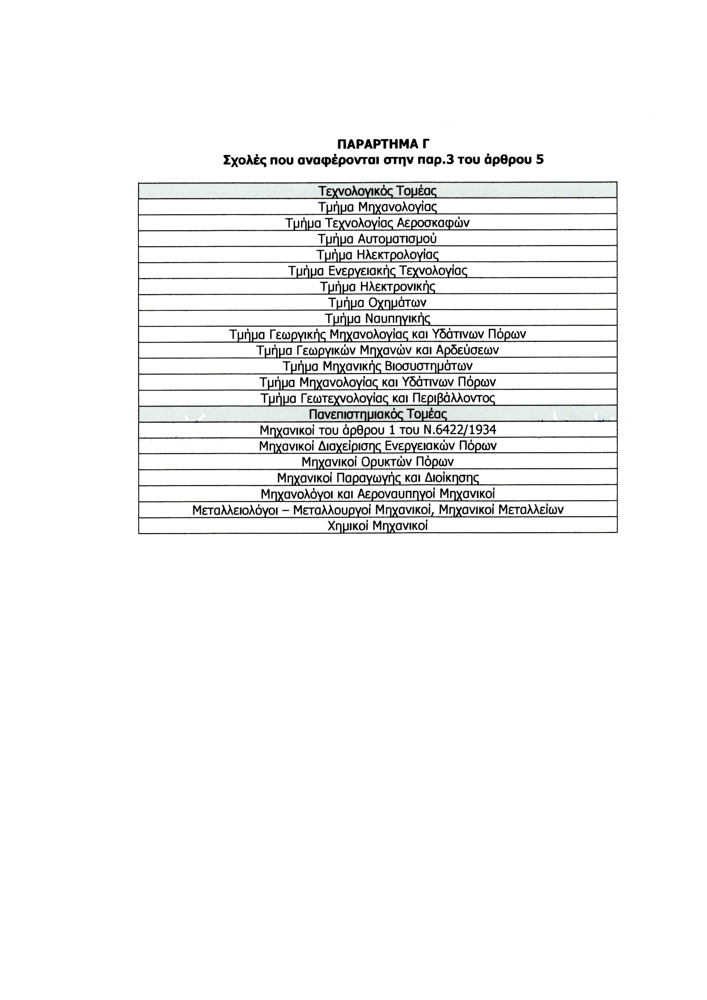 ΠΑΡΑΡΤΗΜΑ Γ
Σχολές που αναφέρονται στην παρ.3 του άρθρου 5
Τεχνολογικός Τομέας
Τμήμα Μηχανολογίας
Τμήμα Τεχνολογίας Αεροσκαφών
Τμήμα Αυτοματισμού
Τμήμα Ηλεκτρολογίας
Τμήμα Ενεργειακής Τεχνολογίας
Τμήμα Ηλεκτρονικής
Τμήμα Οχημάτων
Τμήμα Ναυπηγικής
Τμήμα Γεωργικής Μηχανολογίας και Υδάτινων Πόρων
Τμήμα Γεωργικών Μηχανών και Αρδεύσεων
Τμήμα Μηχανικής Βιοσυστημάτων
Τμήμα Μηχανολογίας και Υδάτινων Πόρων
Τμήμα Γεωτεχνολογίας και Περιβάλλοντος
Πανεπιστημιακός Τομέας
Μηχανικοί του άρθρου 1 του Ν.6422/1934
Μηχανικοί Διαχείρισης Ενεργειακών Πόρων
Μηχανικοί Ορυκτών Πόρων
Μηχανικοί Παραγωγής και Διοίκησης
Μηχανολόγοι και Αεροναυπηγοί Μηχανικοί
Μεταλλειολόγοι – Μεταλλουργοί Μηχανικοί, Μηχανικοί Μεταλλείων
Χημικοί Μηχανικοί